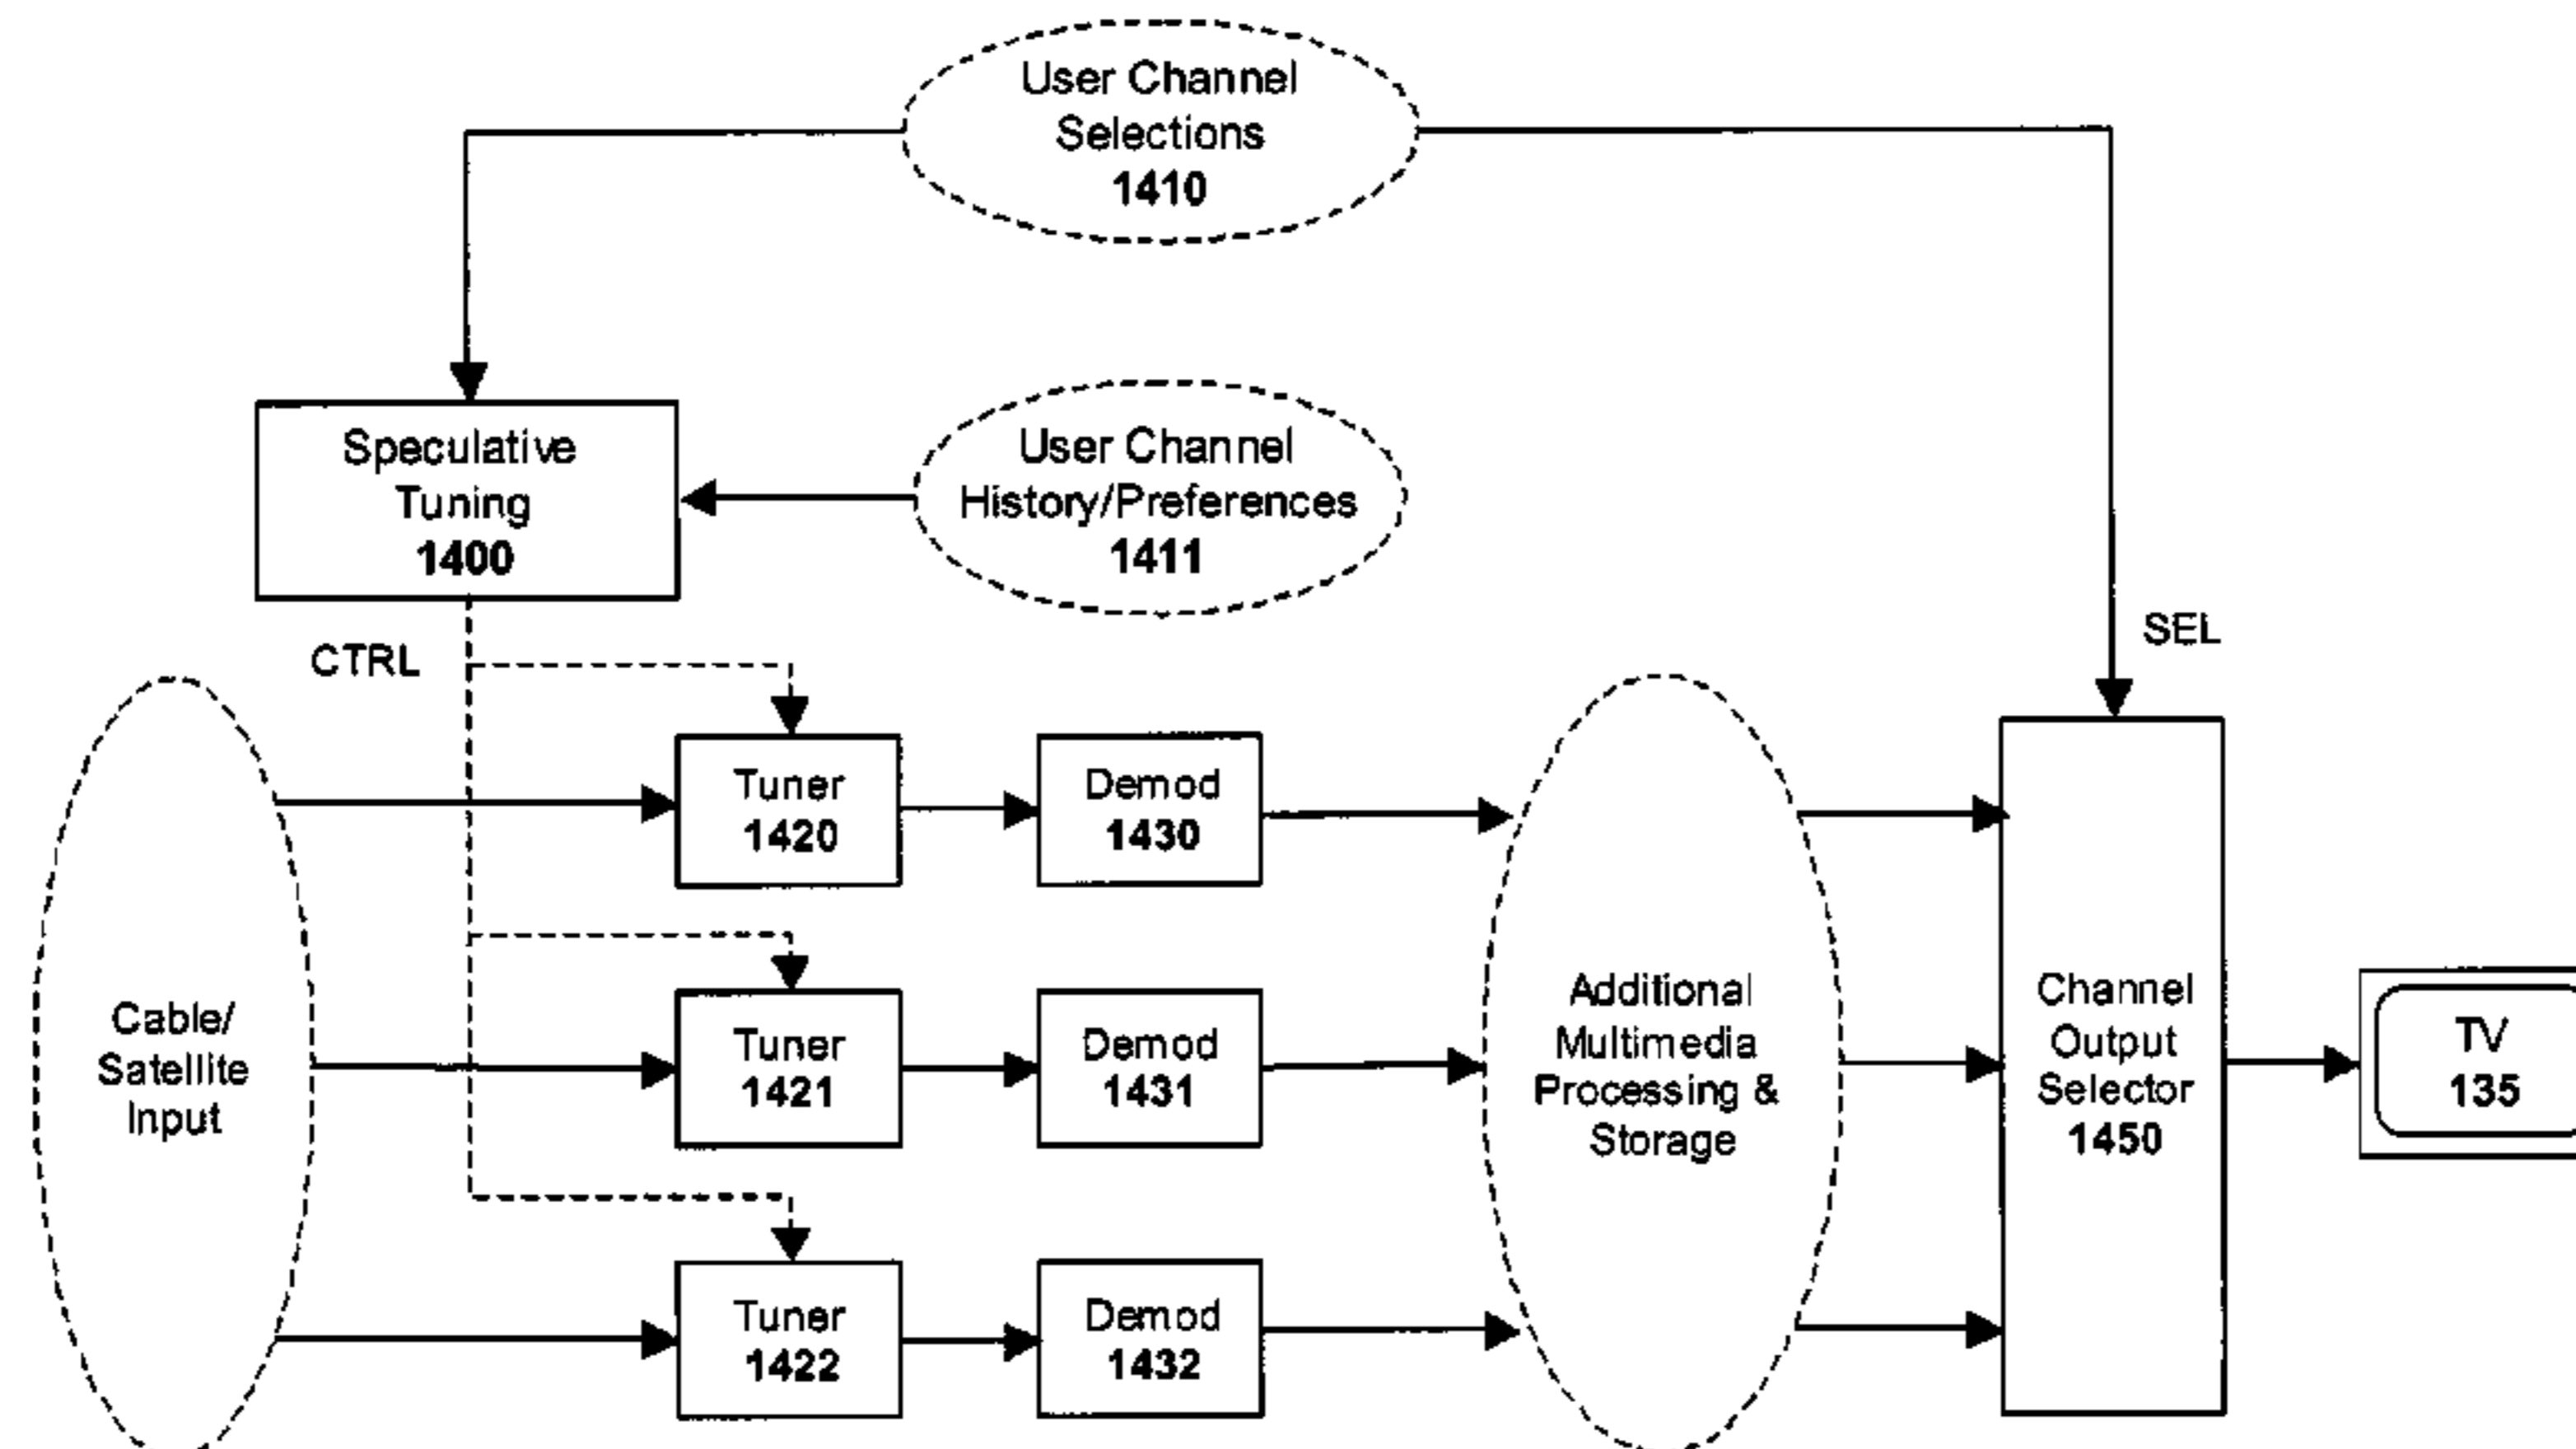 User Channel
Selections
1410
Speculative
Tuning
1400
User Channel
History/Preferences
1411
CTRL
SEL
Cable/
Satellite
Input
Tuner
1420
Demod
1430
Tuner
1421
Demod
1431
Tuner
1422
Demod
1432
Additional
Multimedia
Processing &
Storage
Channel
Output
Selector
1450
TV
135